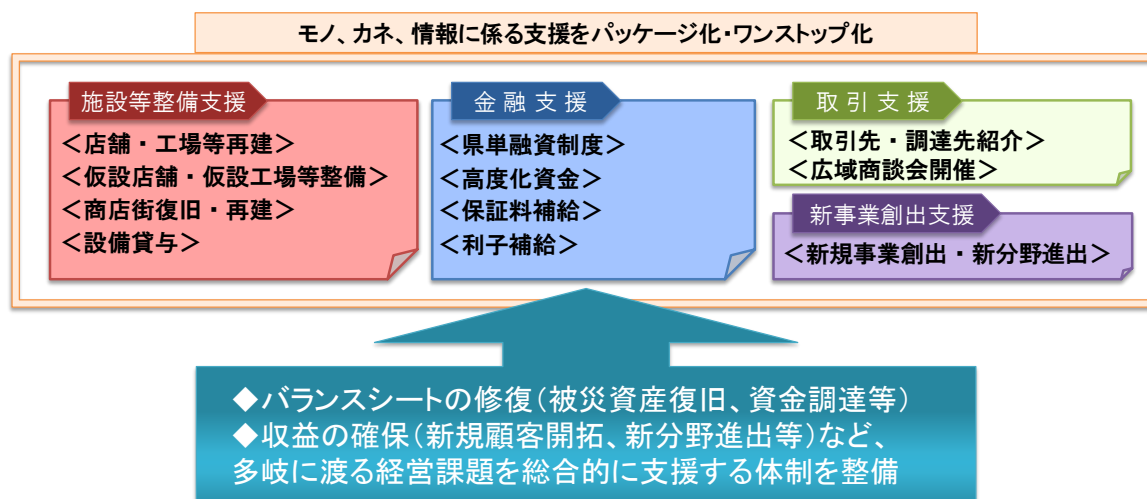 モノ、カネ、情報に係る支援をパッケージ化・ワンストップ化
施設等整備支援
＜店舗・工場等再建＞
＜仮設店舗・仮設工場等整備＞
＜商店街復旧・再建＞
＜設備貸与＞
金融支援
＜県単融資制度＞
＜高度化資金＞
＜保証料補給＞
＜利子補給＞
取引支援
＜取引先・調達先紹介＞
＜広域商談会開催＞
新事業創出支援
＜新規事業創出・新分野進出＞
◆バランスシートの修復（被災資産復旧、資金調達等）
◆収益の確保（新規顧客開拓、新分野進出等）など、
多岐に渡る経営課題を総合的に支援する体制を整備